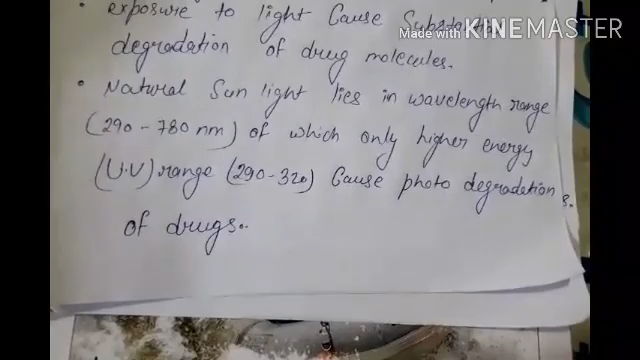 • exposure to light Cause Substantial
Made with KINEMASTER
degradation of drug molecules.
• Natural Sun light lies in wavelength range
(290-780 nm) of which only higher energy
(U.V) range (290-320) Cause photo degradation
of drugs..